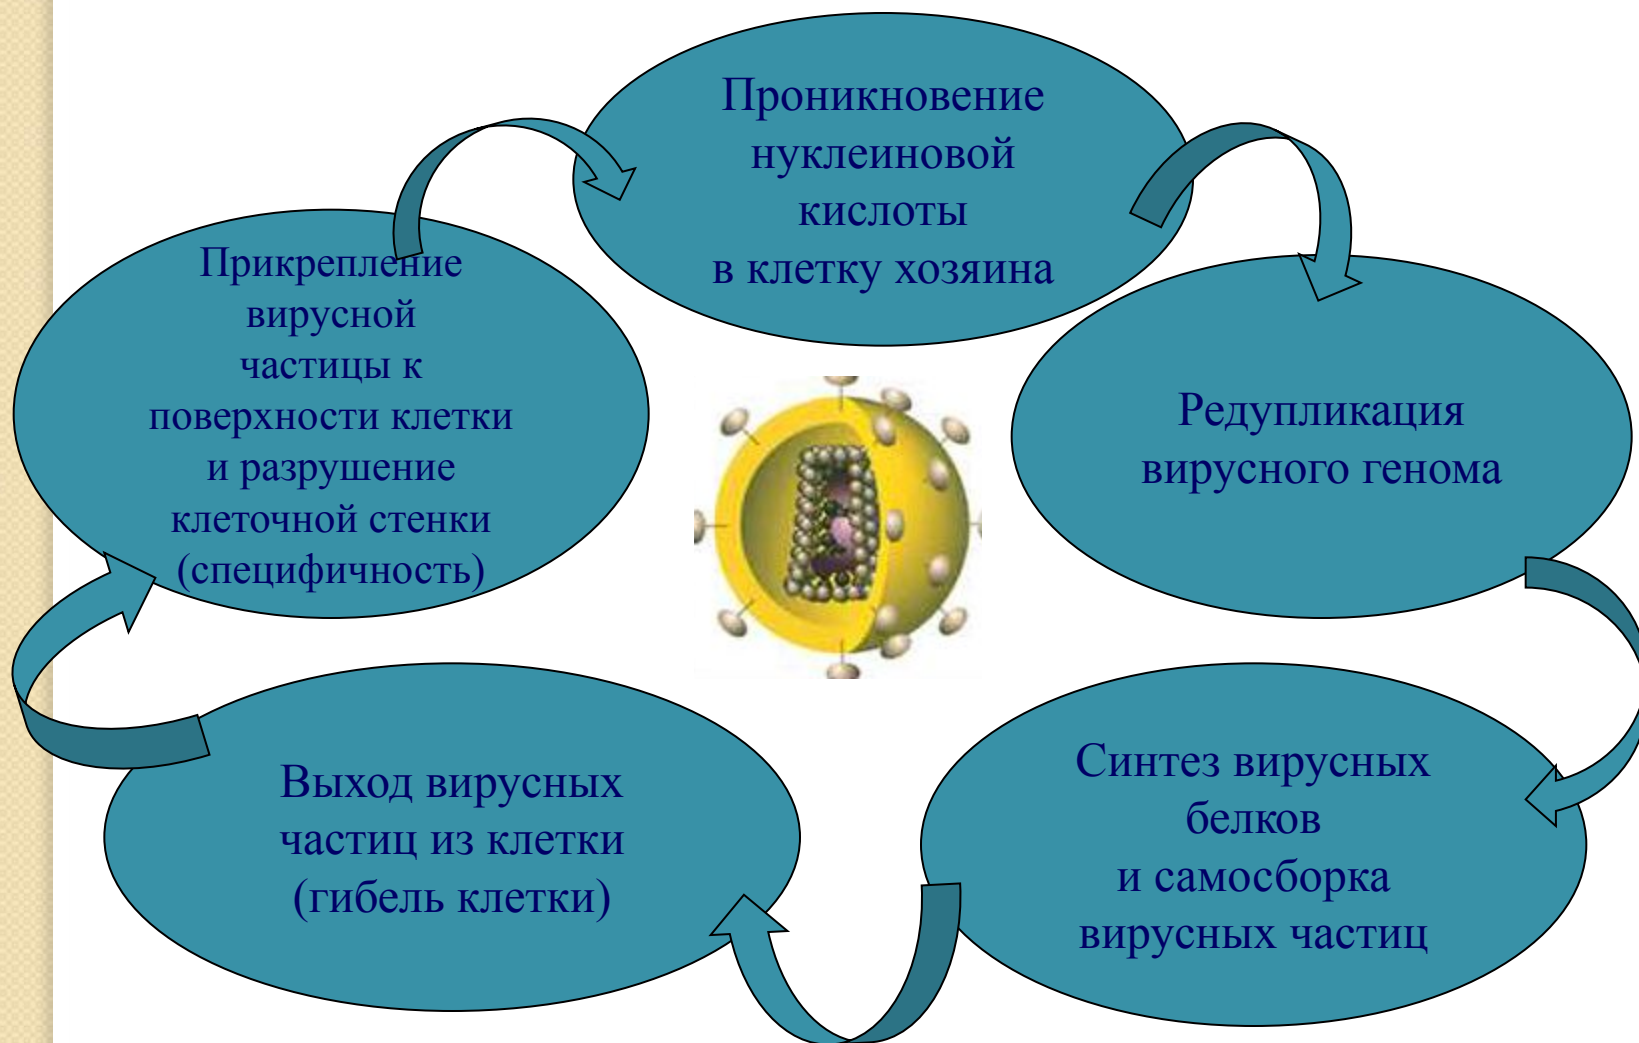 Проникновение
нуклеиновой
кислоты
в клетку хозяина
Прикрепление
вирусной
частицы к
поверхности клетки
и разрушение
клеточной стенки
(специфичность)
Редупликация
вирусного генома
Синтез вирусных
белков
и самосборка
вирусных частиц
Выход вирусных
частиц из клетки
(гибель клетки)